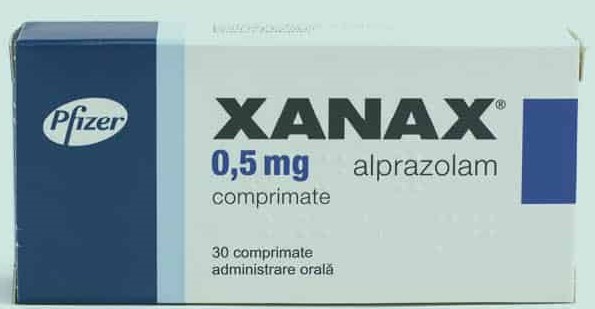 Pfizer
XANAX®
0,5 mg alprazolam
comprimate
30 comprimate
administrare orală